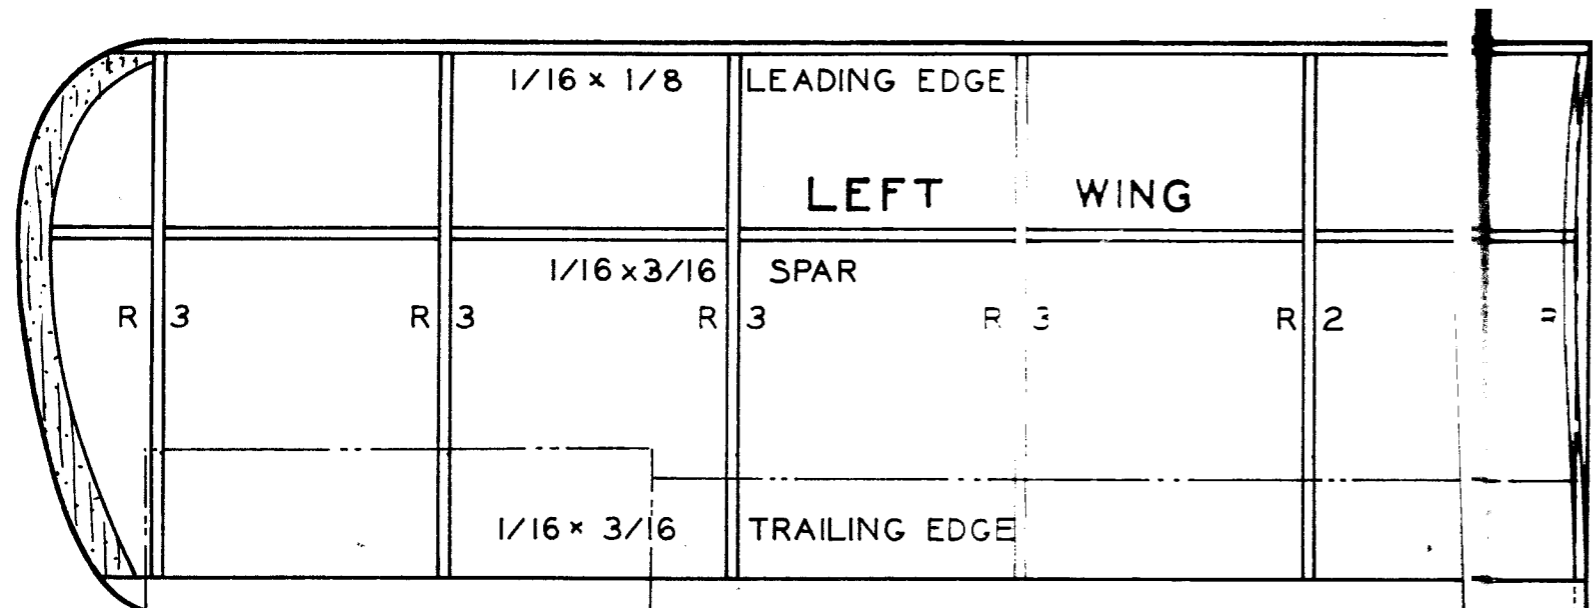 1/16 x 1/8 LEADING EDGE
LEFT WING
1/16 x 3/16 SPAR
R 3 R 3 R 3 R 3 R 2
1/16 x 3/16 TRAILING EDGE